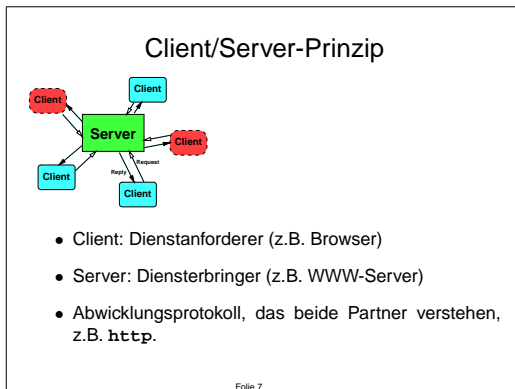 Client/Server-Prinzip
Client
Client
Server
Client
Request
Reply
Client
Client
• Client: Dienstanforderer (z.B. Browser)
• Server: Diensterbringer (z.B. WWW-Server)
• Abwicklungsprotokoll, das beide Partner verstehen,
z.B. http.
Folie 7